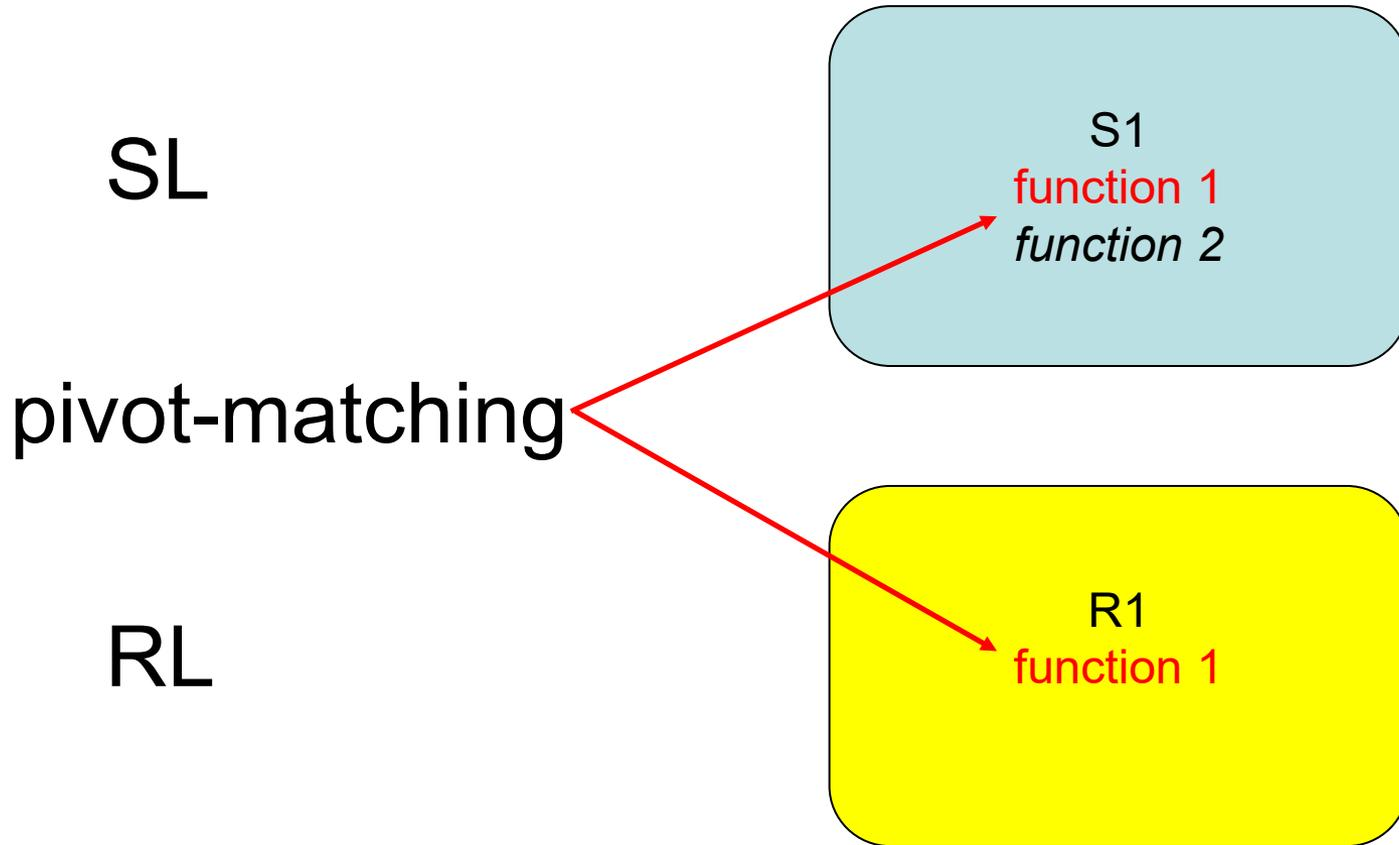 SL
S1
function 1
function 2
pivot-matching
RL
R1
function 1